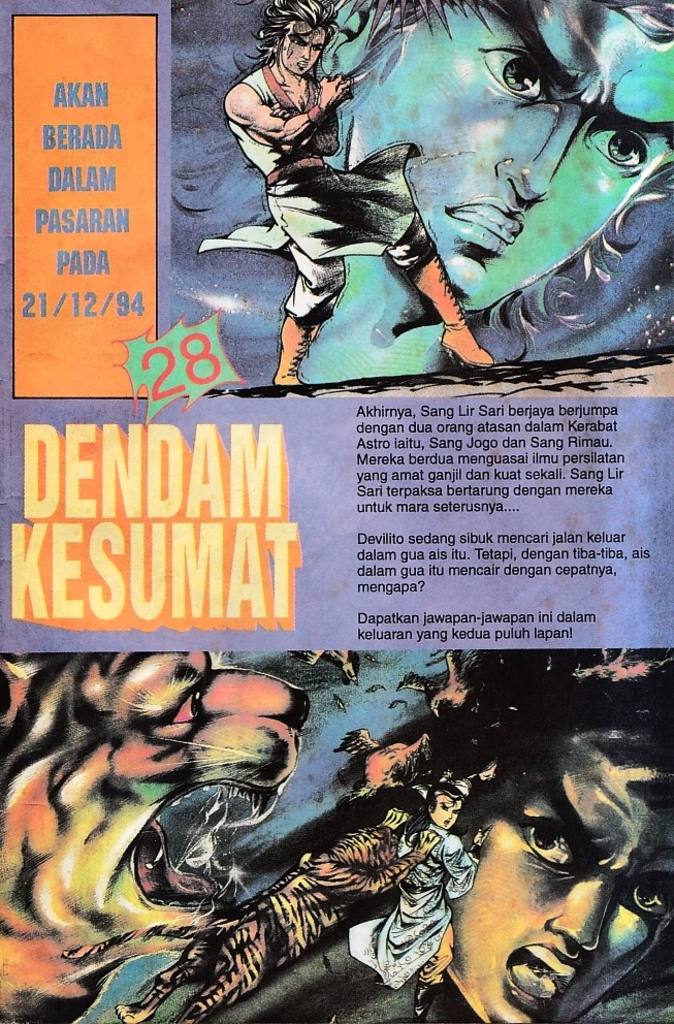 AKAN
BERADA
DALAM
PASARAN
PADA
21/12/94
28
DENDAM
KESUMAT
Akhirnya, Sang Lir Sari berjaya berjumpa
dengan dua orang atasan dalam Kerabat
Astro iaitu, Sang Jogo dan Sang Rimau.
Mereka berdua menguasai ilmu persilatan
yang amat ganjil dan kuat sekali. Sang Lir
Sari terpaksa bertarung dengan mereka
untuk mara seterusnya....
Devilito sedang sibuk mencari jalan keluar
dalam gua ais itu. Tetapi, dengan tiba-tiba, ais
dalam gua itu mencair dengan cepatnya,
mengapa?
Dapatkan jawapan-jawapan ini dalam
keluaran yang kedua puluh lapan!